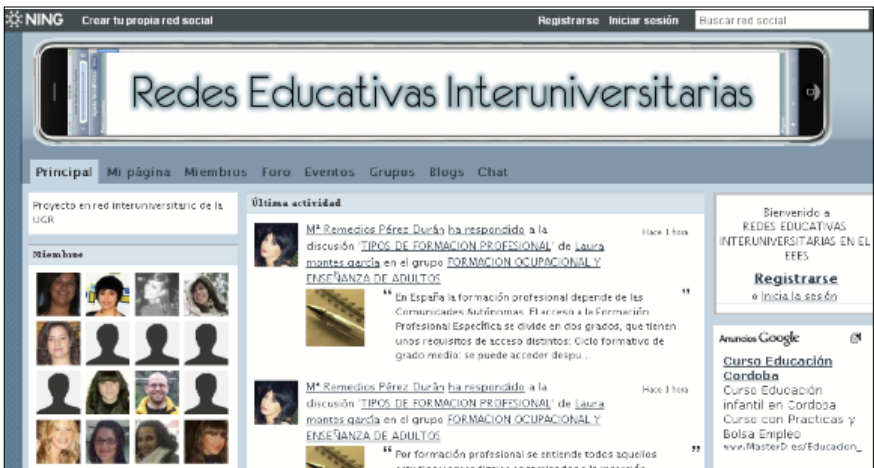 NING Crear tu propia red social Registrarse Iniciar sesión Buscar red social
Redes Educativas Interuniversitarias
Principal Mi página Miembros Foro Eventos Grupos Blogs Chat
Proyecto en red interuniversitario de la
UGR
Miembros
Última actividad
Mª Remedios Pérez Durán ha respondido a la
Hace 1 hora
discusión 'TIPOS DE FORMACION PROFESIONAL' de Laura
montes garcía en el grupo FORMACION OCUPACIONAL Y
ENSEÑANZA DE ADULTOS
“ En España la formación profesional depende de las ”
Comunidades Autónomas. El acceso a la Formación
Profesional Específica se divide en dos grados, que tienen
unos requisitos de acceso distintos: Ciclo formativo de
grado medio: se puede acceder despu...
Mª Remedios Pérez Durán ha respondido a la
Hace 1 hora
discusión 'TIPOS DE FORMACION PROFESIONAL' de Laura
montes garcía en el grupo FORMACION OCUPACIONAL Y
ENSEÑANZA DE ADULTOS
“ Por formación profesional se entiende todos aquellos ”
Bienvenido a
REDES EDUCATIVAS
INTERUNIVERSITARIAS EN EL
EEES
Registrarse
o Inicia la sesión
Anuncios Google
Curso Educación
Cordoba
Curso Educación
infantil en Cordoba
Curso con Practicas y
Bolsa Empleo
www.MasterD.es/Educacion_